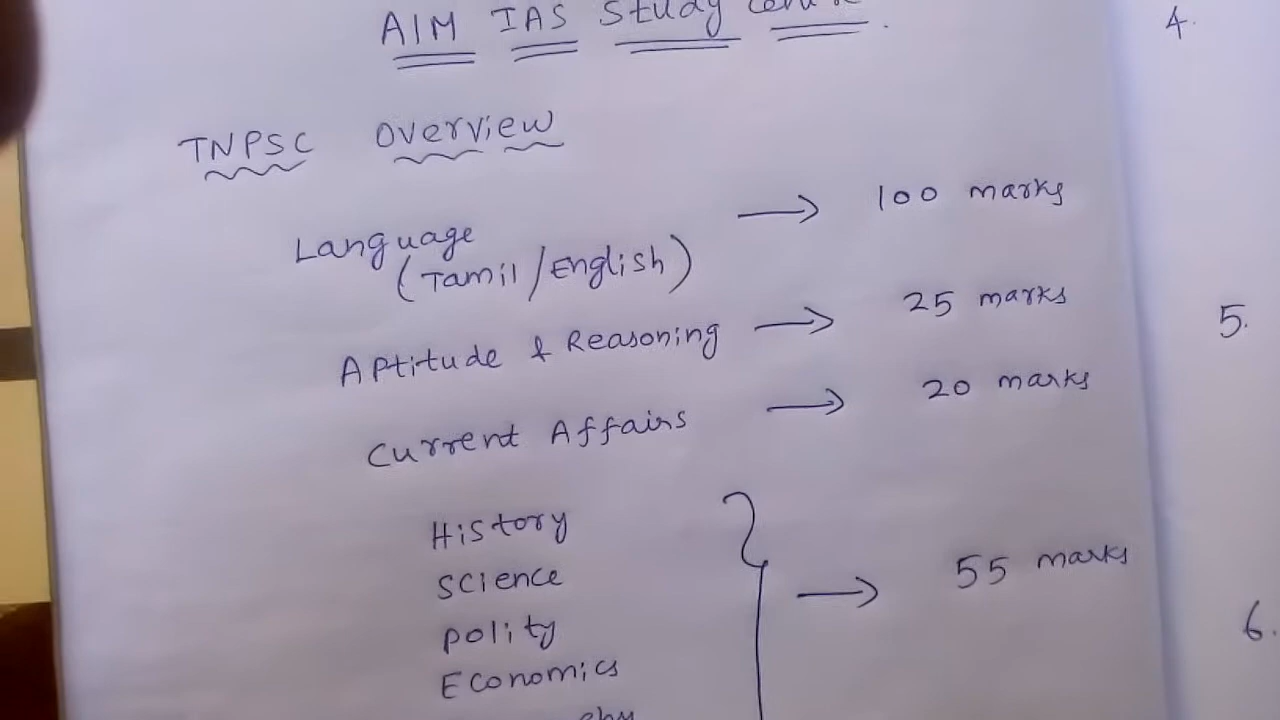 AIM IAS Study
4.
TNPSC Overview
Language → 100 marks
(Tamil/English)
Aptitude & Reasoning → 25 marks
5.
Current Affairs → 20 marks
History
Science
polity
Economics
→ 55 marks
6.